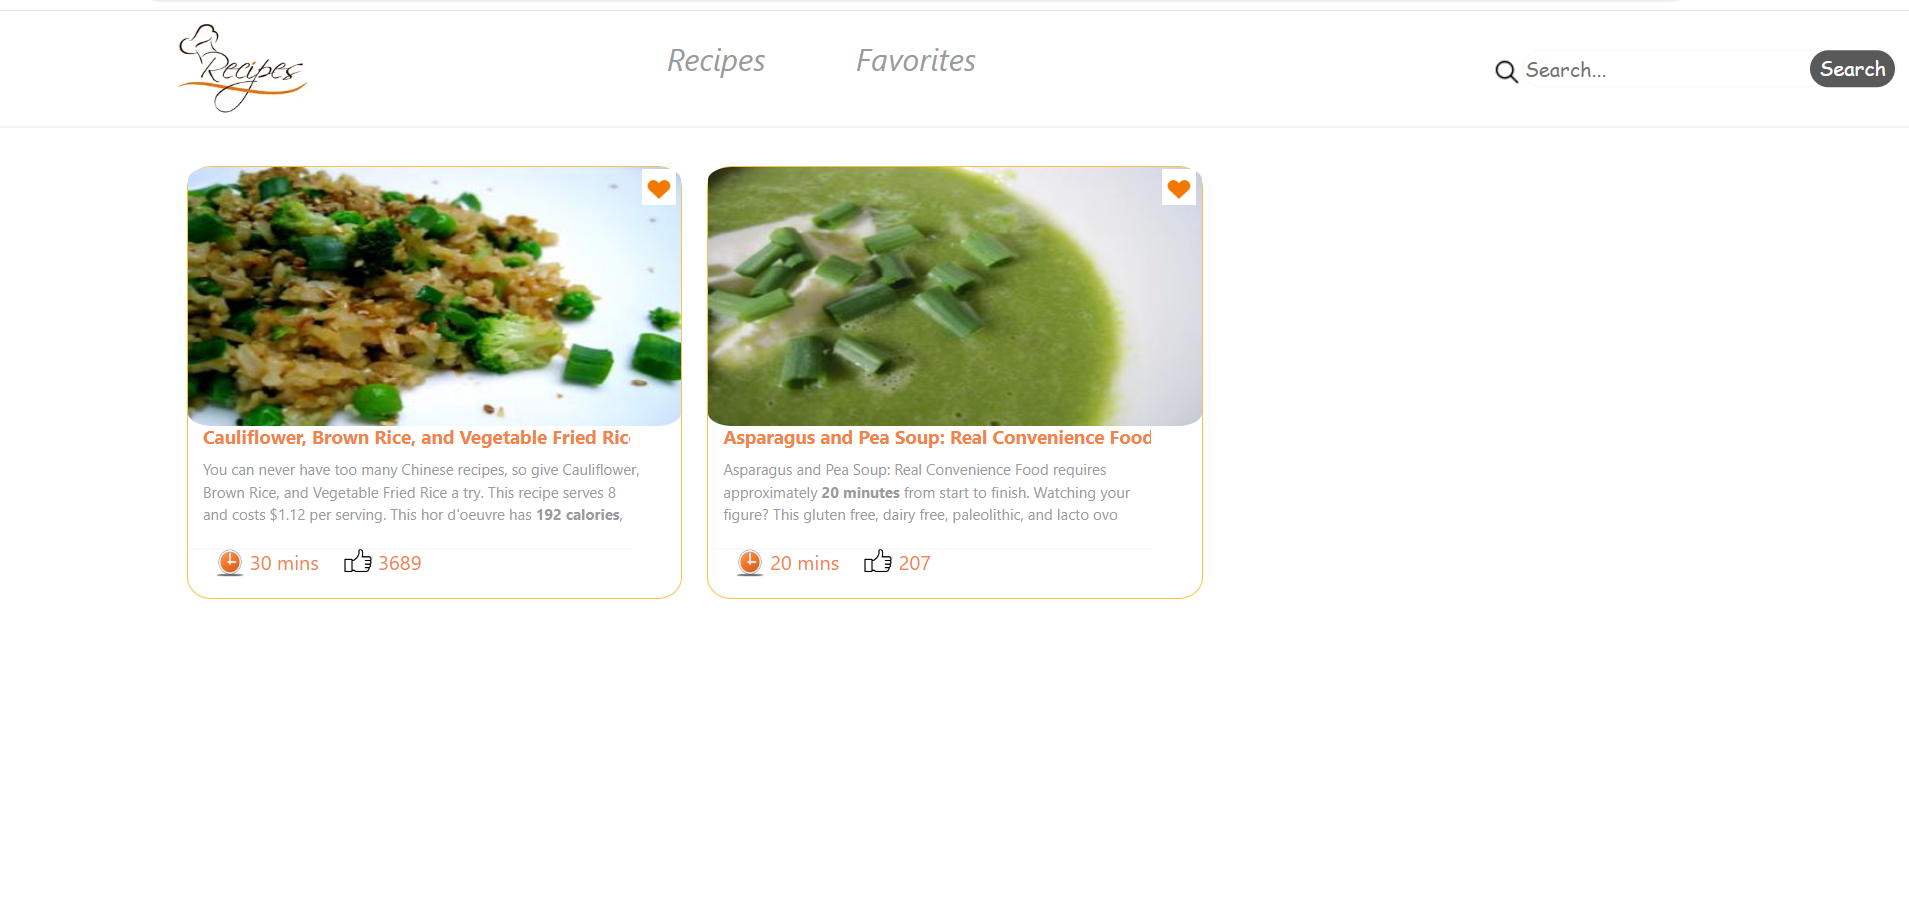 Recipes
Recipes Favorites
Search... Search
Cauliflower, Brown Rice, and Vegetable Fried Ric
You can never have too many Chinese recipes, so give Cauliflower,
Brown Rice, and Vegetable Fried Rice a try. This recipe serves 8
and costs $1.12 per serving. This hor d'oeuvre has 192 calories,
30 mins 3689
Asparagus and Pea Soup: Real Convenience Food
Asparagus and Pea Soup: Real Convenience Food requires
approximately 20 minutes from start to finish. Watching your
figure? This gluten free, dairy free, paleolithic, and lacto ovo
20 mins 207